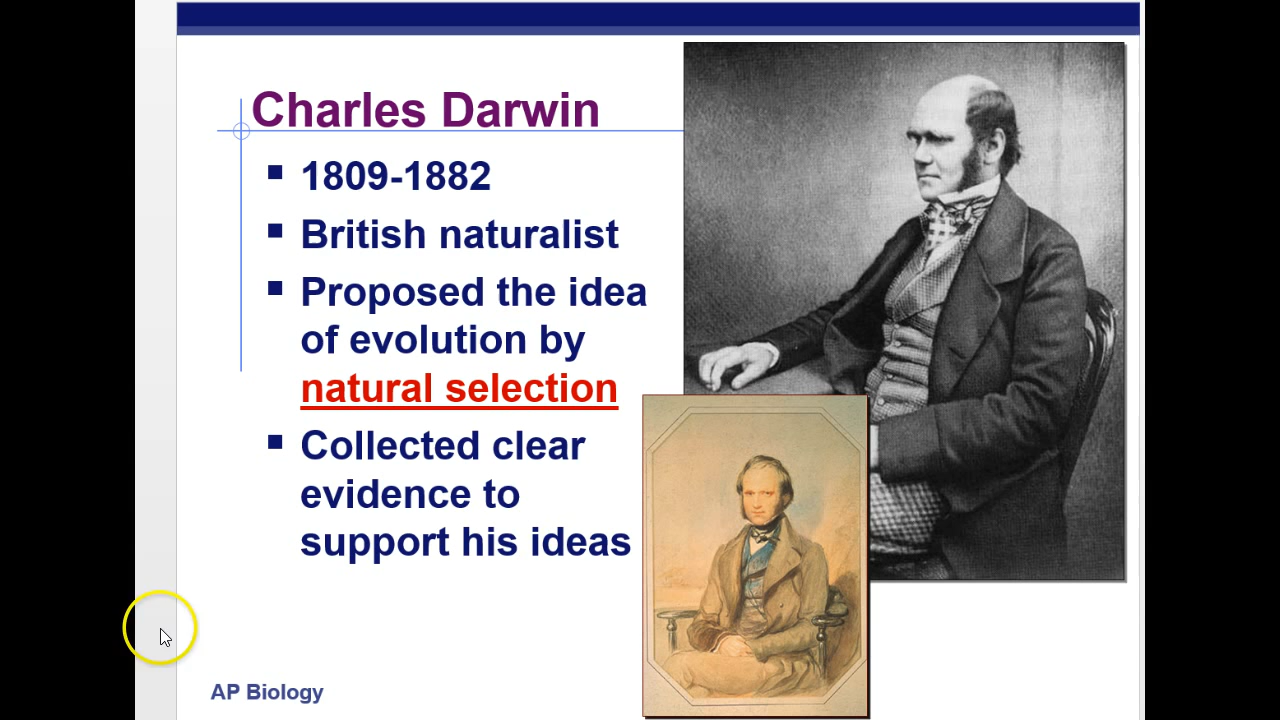 Charles Darwin
1809-1882
British naturalist
Proposed the idea
of evolution by
natural selection
Collected clear
evidence to
support his ideas
AP Biology